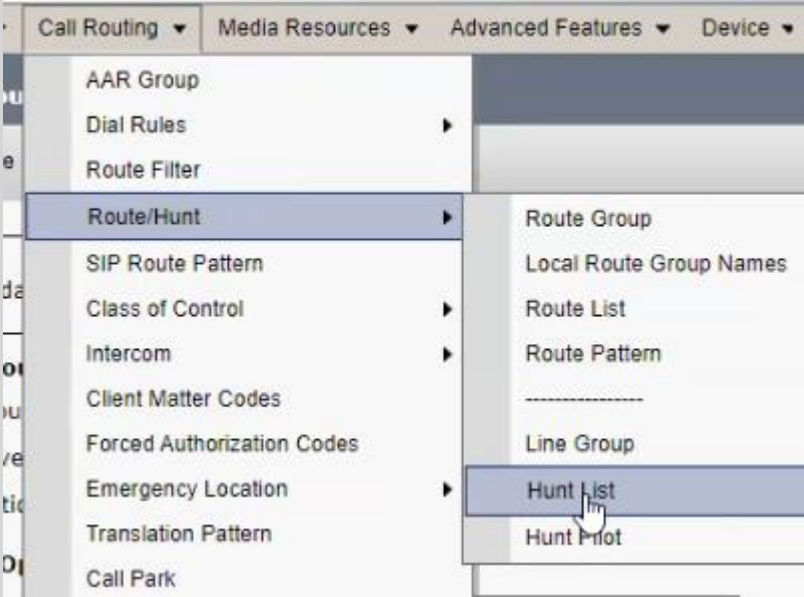 Call Routing Media Resources Advanced Features Device
AAR Group
Dial Rules
Route Filter
Route/Hunt
SIP Route Pattern
Class of Control
Intercom
Client Matter Codes
Forced Authorization Codes
Emergency Location
Translation Pattern
Call Park
Route Group
Local Route Group Names
Route List
Route Pattern
----------------
Line Group
Hunt List
Hunt Pilot